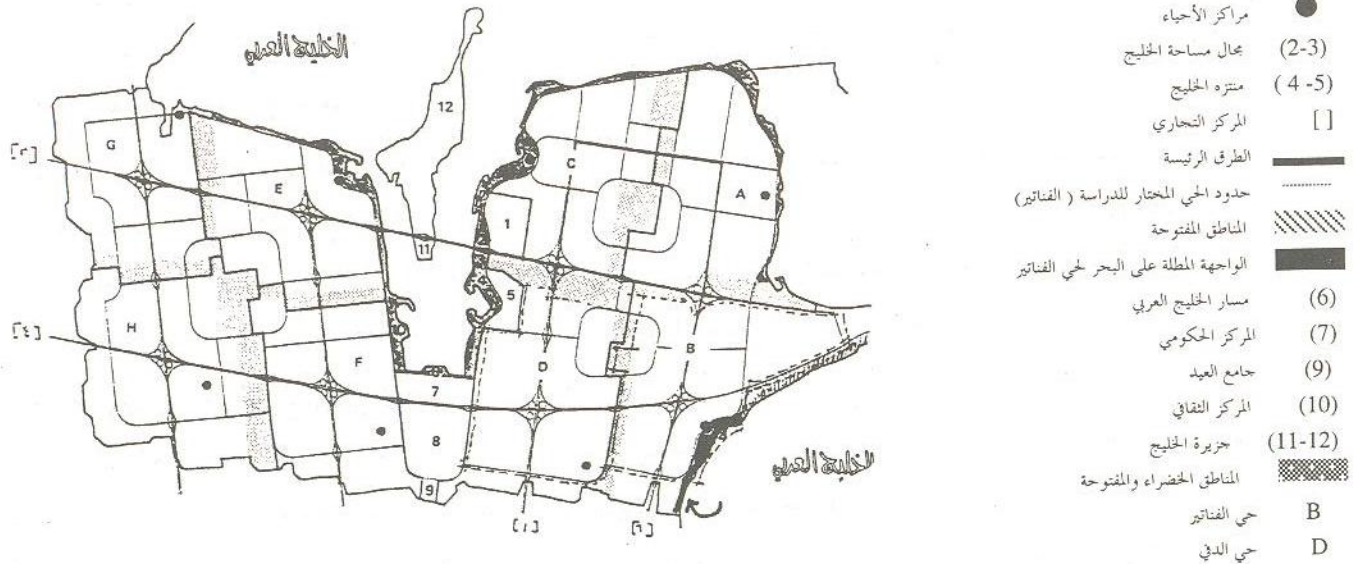 الخليج العربي
12
G
E
C
A
[٣]
1
11
5
H
F
D
B
[٤]
7
8
9
الخليج العربي
[١]
مراكز الأحياء
(2-3) مجال مساحة الخليج
(4-5) منتزه الخليج
[ ] المركز التجاري
الطرق الرئيسة
حدود الحي المختار للدراسة (الفناتير)
المناطق المفتوحة
الواجهة المطلة على البحر لحي الفناتير
(6) مسار الخليج العربي
(7) المركز الحكومي
(9) جامع العيد
(10) المركز الثقافي
(11-12) جزيرة الخليج
المناطق الخضراء والمفتوحة
B حي الفناتير
D حي الدفي